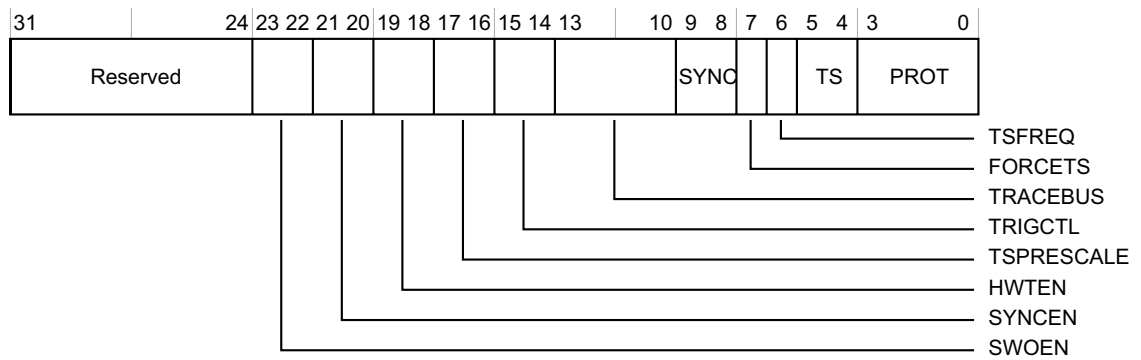 31 24 23 22 21 20 19 18 17 16 15 14 13 10 9 8 7 6 5 4 3 0
Reserved SYNC TS PROT
TSFREQ
FORCETS
TRACEBUS
TRIGCTL
TSPRESCALE
HWTEN
SYNCEN
SWOEN